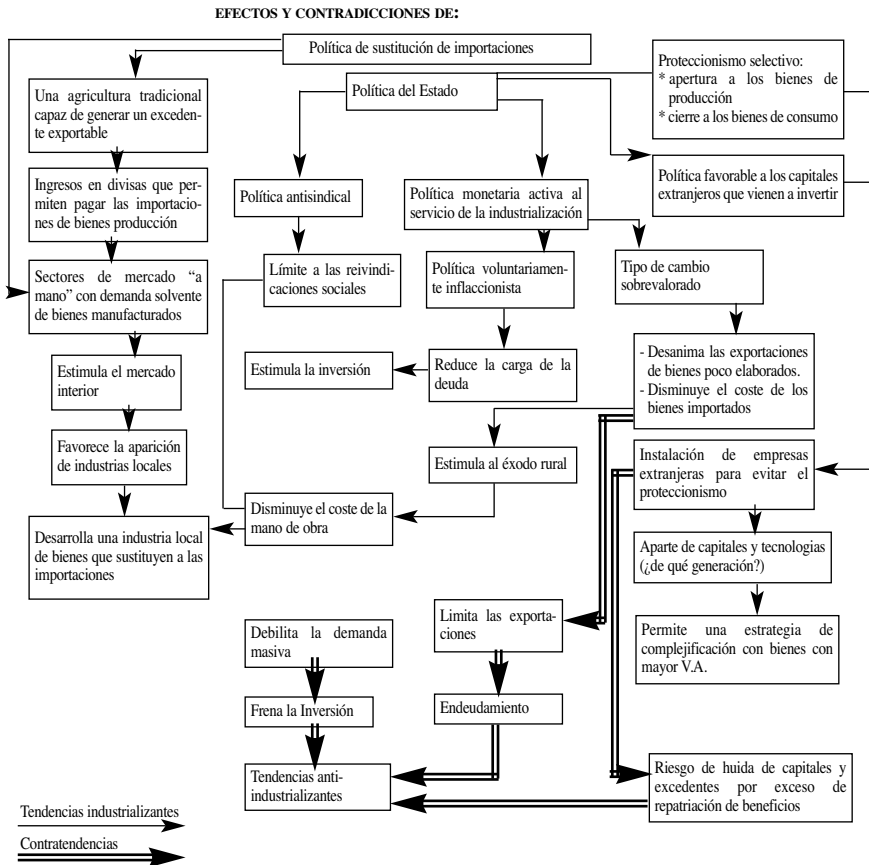 EFECTOS Y CONTRADICCIONES DE:
Política de sustitución de importaciones
Una agricultura tradicional
capaz de generar un exceden-
te exportable
Ingresos en divisas que per-
miten pagar las importacio-
nes de bienes producción
Sectores de mercado “a
mano” con demanda solvente
de bienes manufacturados
Estimula el mercado
interior
Favorece la aparición
de industrias locales
Desarrolla una industria local
de bienes que sustituyen a las
importaciones
Política del Estado
Política antisindical
Límite a las reivindi-
caciones sociales
Política monetaria activa al
servicio de la industrialización
Política voluntariamen-
te inflaccionista
Reduce la carga de la
deuda
Estimula la inversión
Tipo de cambio
sobrevalorado
- Desanima las exportaciones
de bienes poco elaborados.
- Disminuye el coste de los
bienes importados
Estimula al éxodo rural
Disminuye el coste de la
mano de obra
Proteccionismo selectivo:
* apertura a los bienes de
producción
* cierre a los bienes de consumo
Política favorable a los capitales
extranjeros que vienen a invertir
Instalación de empresas
extranjeras para evitar el
proteccionismo
Aparte de capitales y tecnologias
(¿de qué generación?)
Permite una estrategia de
complejificación con bienes con
mayor V.A.
Debilita la demanda
masiva
Frena la Inversión
Limita las exporta-
ciones
Endeudamiento
Tendencias anti-
industrializantes
Riesgo de huida de capitales y
excedentes por exceso de
repatriación de beneficios
Tendencias industrializantes
Contratendencias